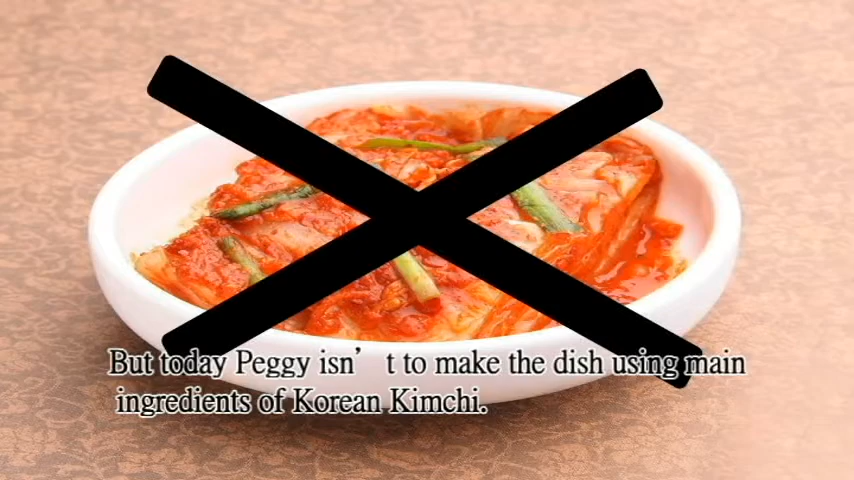 But today Peggy isn’ t to make the dish using main
ingredients of Korean Kimchi.